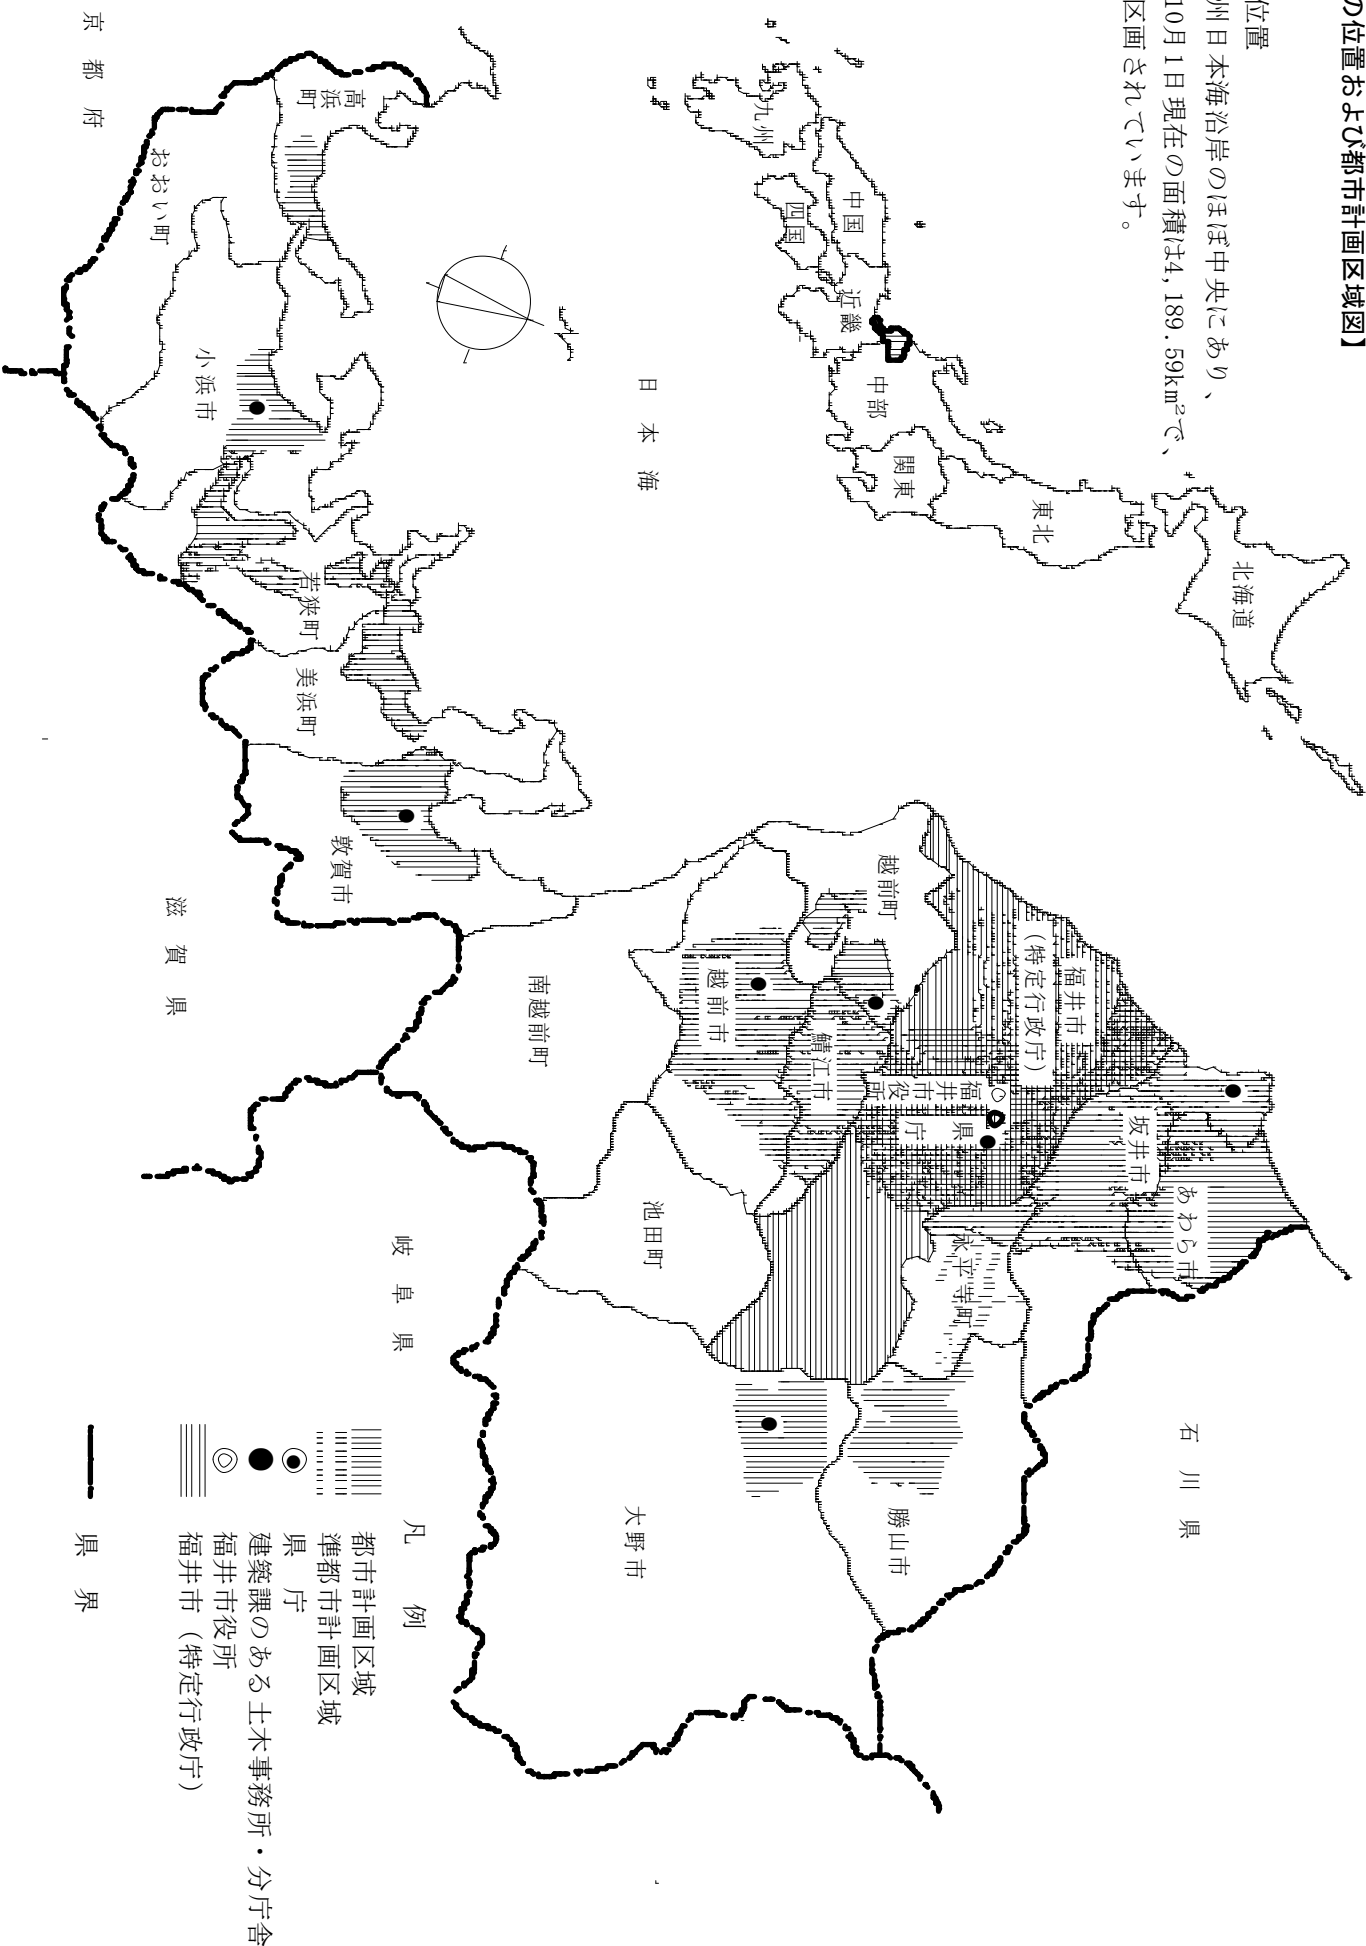 の位置および都市計画区域図】
位置
州日本海沿岸のほぼ中央にあり、
10月1日現在の面積は4,189.59km²で、
区画されています。
北海道
東北
関東
中部
近畿
中国
四国
九州
日本海
石川県
あわら市
坂井市
福井市
(特定行政庁)
県庁
福井市役所
永平寺町
勝山市
越前町
鯖江市
越前市
池田町
大野市
南越前町
敦賀市
美浜町
若狭町
小浜市
おおい町
高浜町
京都府
滋賀県
岐阜県
凡例
都市計画区域
準都市計画区域
県庁
建築課のある土木事務所・分庁舎
福井市役所
福井市(特定行政庁)
県界